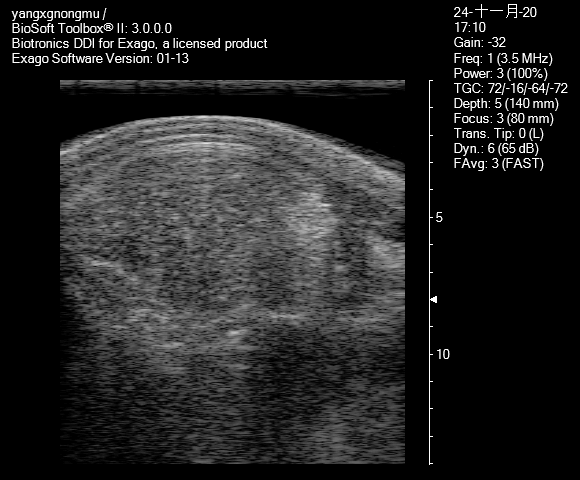 yangxgnongmu /
BioSoft Toolbox® II: 3.0.0.0
Biotronics DDI for Exago, a licensed product
Exago Software Version: 01-13
24-十一月-20
17:10
Gain: -32
Freq: 1 (3.5 MHz)
Power: 3 (100%)
TGC: 72/-16/-64/-72
Depth: 5 (140 mm)
Focus: 3 (80 mm)
Trans. Tip: 0 (L)
Dyn.: 6 (65 dB)
FAvg: 3 (FAST)
5
10